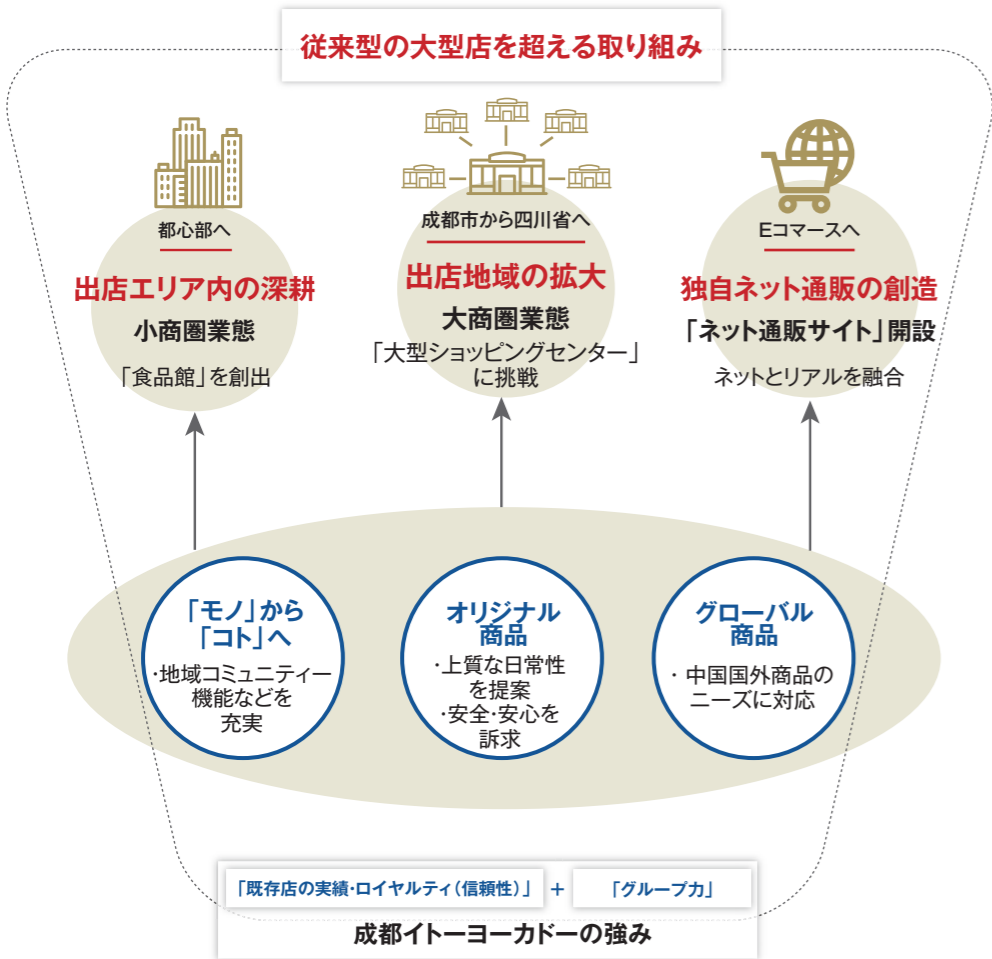 従来型の大型店を超える取り組み
都心部へ
出店エリア内の深耕
小商圏業態
「食品館」を創出
成都市から四川省へ
出店地域の拡大
大商圏業態
「大型ショッピングセンター」
に挑戦
Eコマースへ
独自ネット通販の創造
「ネット通販サイト」開設
ネットとリアルを融合
「モノ」から
「コト」へ
・地域コミュニティー
機能などを
充実
オリジナル
商品
・上質な日常性
を提案
・安全・安心を
訴求
グローバル
商品
・中国国外商品の
ニーズに対応
「既存店の実績・ロイヤルティ(信頼性)」 + 「グループ力」
成都イトーヨーカドーの強み